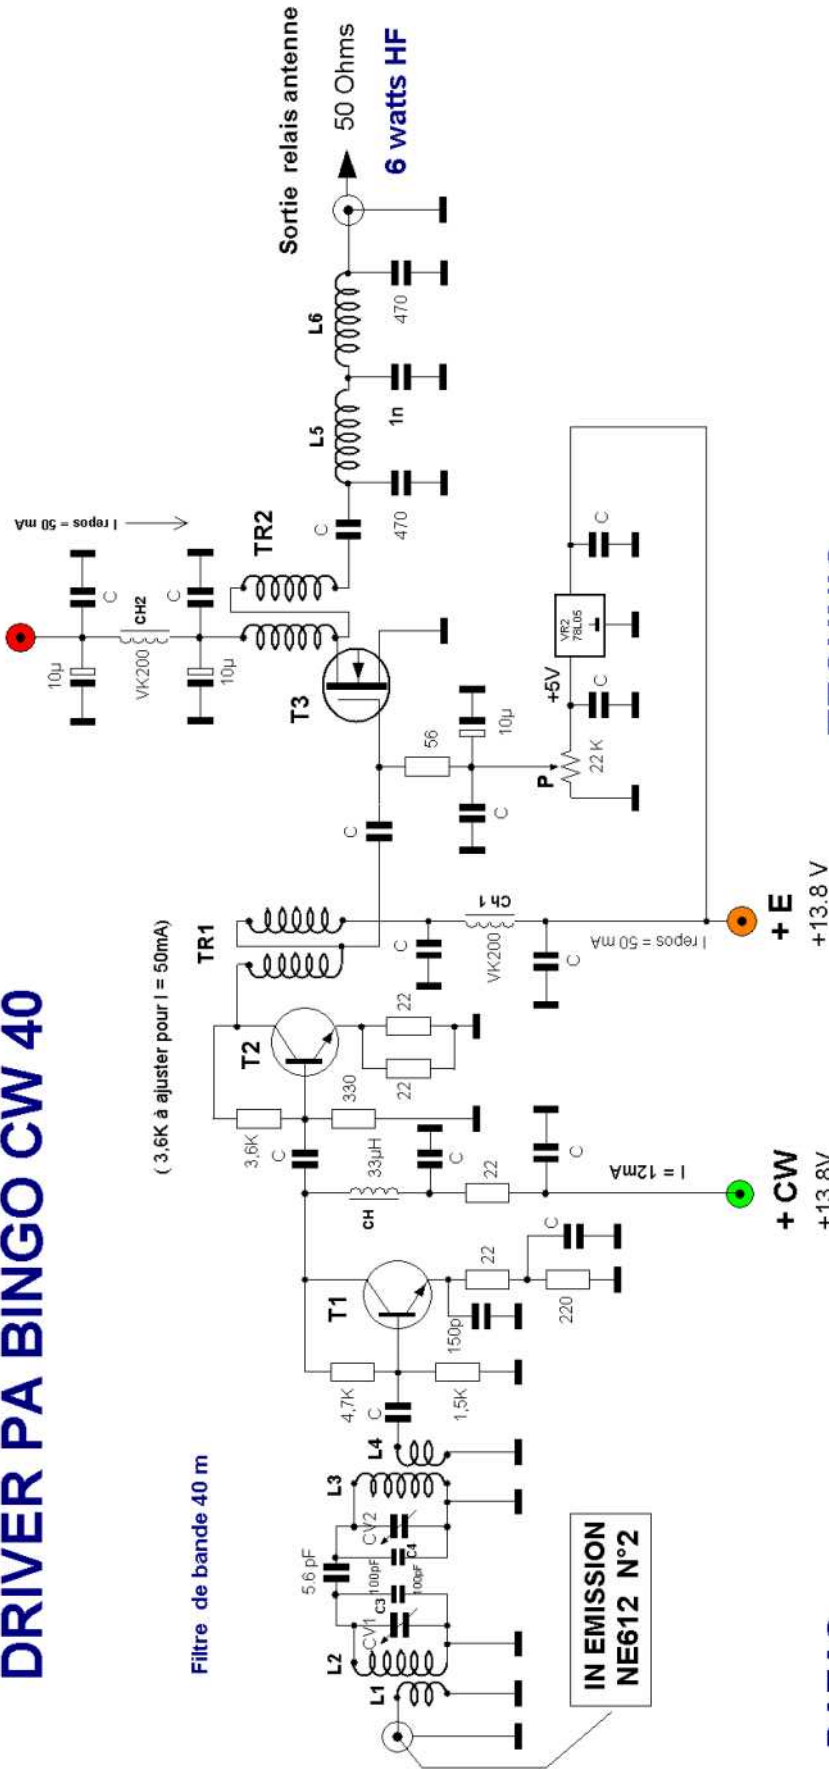 DRIVER PA BINGO CW 40
Filtre de bande 40 m
( 3,6K à ajuster pour I = 50mA)
Sortie relais antenne
50 Ohms
6 watts HF
IN EMISSION
NE612 N°2
L1
L2
CV1
C3
100pF
5.6 pF
100pF
C4
CV2
L3
L4
C
4,7K
1,5K
T1
150p
22
220
C
CH
33µH
C
22
C
I = 12mA
+ CW
+13.8V
C
3,6K
330
T2
22
22
TR1
C
Ch 1
VK200
C
I repos = 50 mA
+ E
+13.8 V
C
56
C
10µ
P
22 K
+5V
C
VR2
78L05
C
T3
TR2
10µ
C
CH2
VK200
10µ
C
I repos = 50 mA
C
470
L5
1n
L6
470